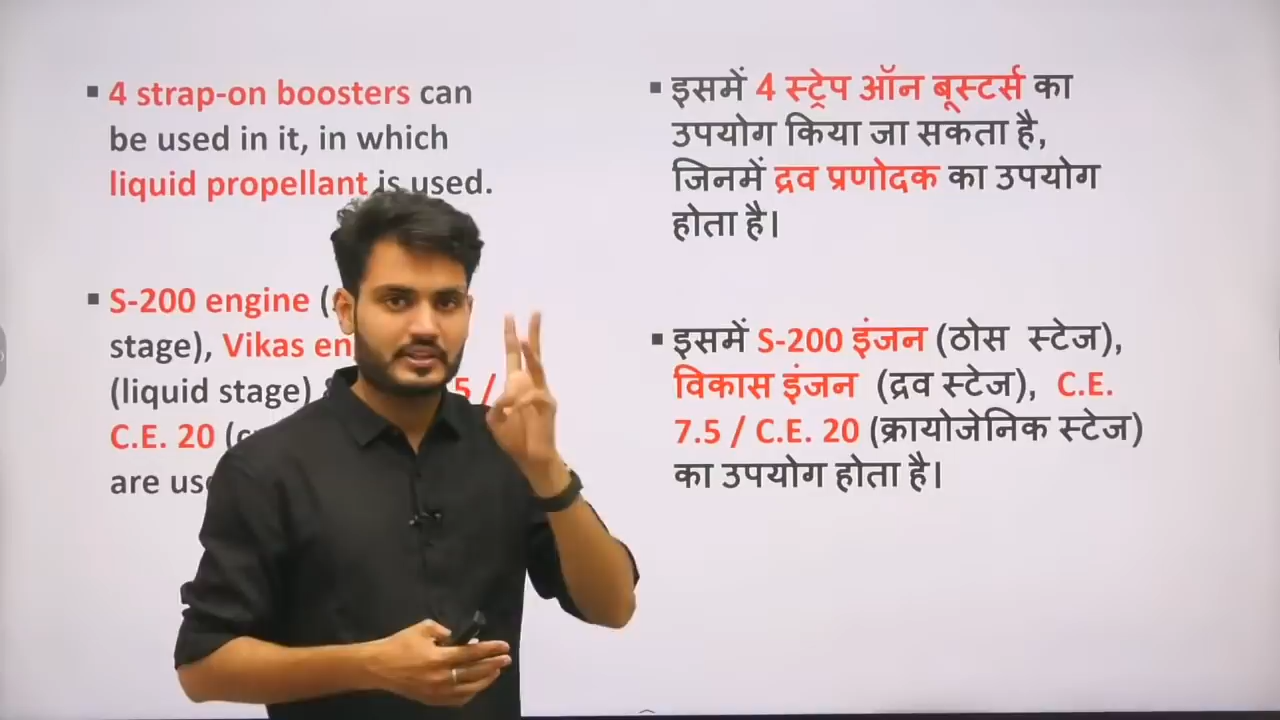 ▪ 4 strap-on boosters can
be used in it, in which
liquid propellant is used.
▪ S-200 engine (
stage), Vikas en
(liquid stage)
5 /
C.E. 20 (c
are us
▪ इसमें 4 स्ट्रेप ऑन बूस्टर्स का
उपयोग किया जा सकता है,
जिनमें द्रव प्रणोदक का उपयोग
होता है।
▪ इसमें S-200 इंजन (ठोस स्टेज),
विकास इंजन (द्रव स्टेज), C.E.
7.5 / C.E. 20 (क्रायोजेनिक स्टेज)
का उपयोग होता है।